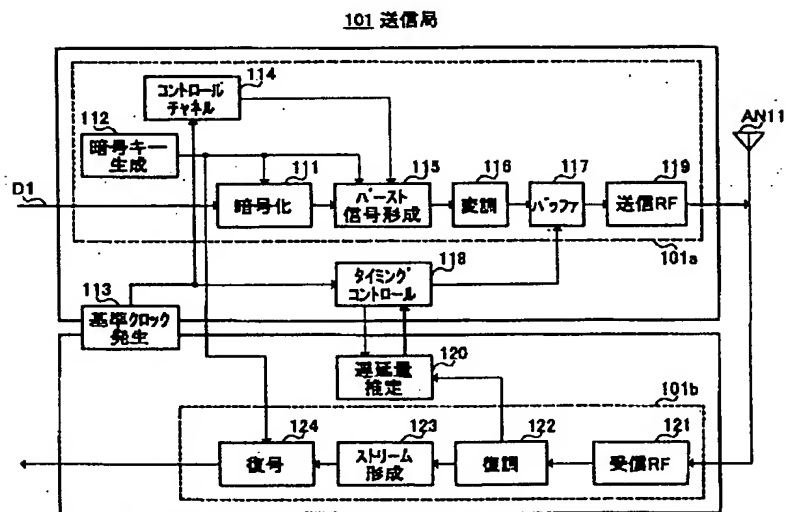 101 送信局
114
コントロール
チャネル
112
暗号キー
生成
AN11
111
115
116
117
119
D1
暗号化
バースト
信号形成
変調
バッファ
送信RF
101a
118
タイミング
コントロール
113
基準クロック
発生
120
遅延量
推定
101b
124
123
122
121
復号
ストリーム
形成
復調
受信RF